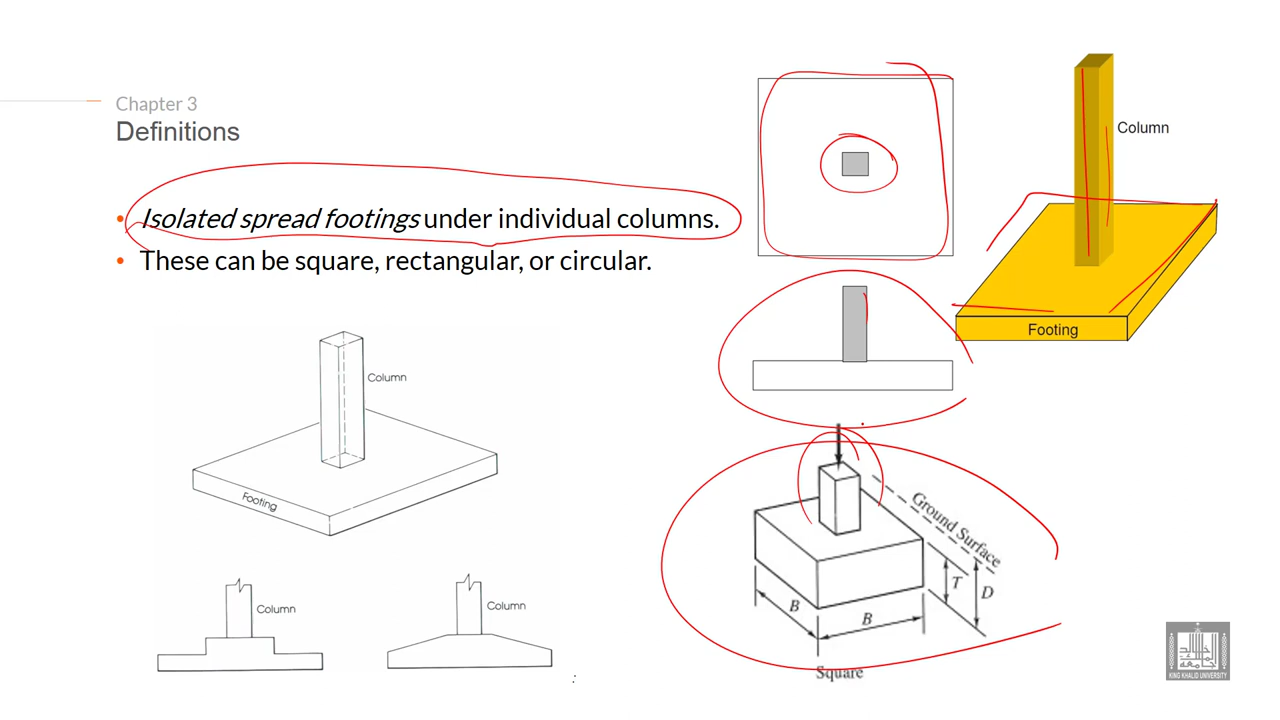 Chapter 3
Definitions
• Isolated spread footings under individual columns.
• These can be square, rectangular, or circular.
Column
Footing
Column
Footing
Column
Column
Ground Surface
T
D
B
B
Square
KING KHALID UNIVERSITY